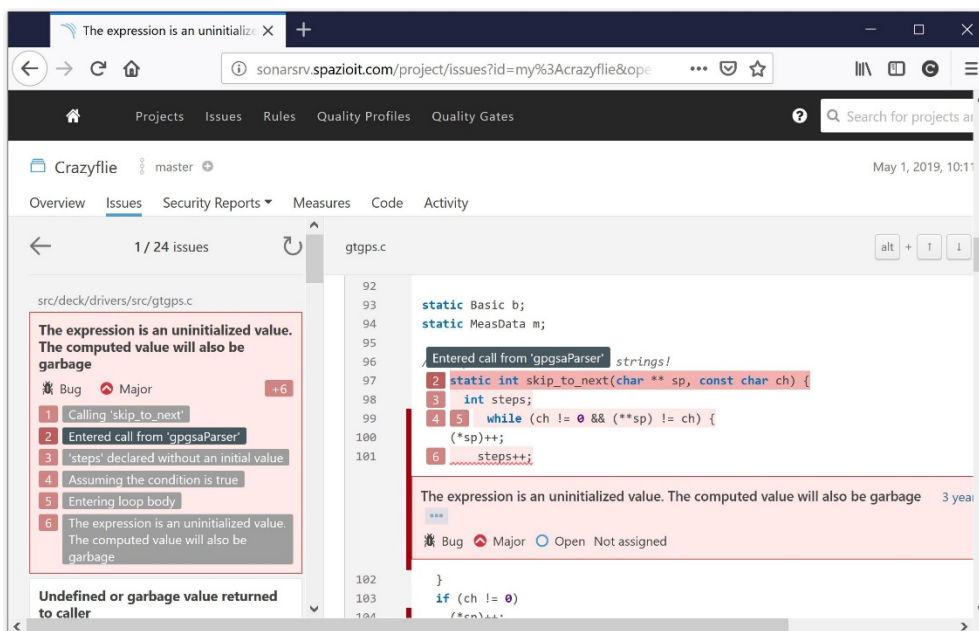 The expression is an uninitialize
sonarsrv.spazioit.com/project/issues?id=my%3Acrazyflie&ope
Projects Issues Rules Quality Profiles Quality Gates
Search for projects an
Crazyflie master
May 1, 2019, 10:11
Overview Issues Security Reports Measures Code Activity
1 / 24 issues
gtgps.c
alt + ↑ ↓
src/deck/drivers/src/gtgps.c
The expression is an uninitialized value.
The computed value will also be
garbage
Bug Major +6
1 Calling 'skip_to_next'
2 Entered call from 'gpgsaParser'
3 'steps' declared without an initial value
4 Assuming the condition is true
5 Entering loop body
6 The expression is an uninitialized value.
The computed value will also be
garbage
Undefined or garbage value returned
to caller
92
93 static Basic b;
94 static MeasData m;
95
96 / Entered call from 'gpgsaParser' strings!
97 2 static int skip_to_next(char ** sp, const char ch) {
98 3 int steps;
99 4 5 while (ch != 0 && (**sp) != ch) {
100 (*sp)++;
101 6 steps++;
The expression is an uninitialized value. The computed value will also be garbage 3 year
Bug Major Open Not assigned
102 }
103 if (ch != 0)
104 (*sp)++;